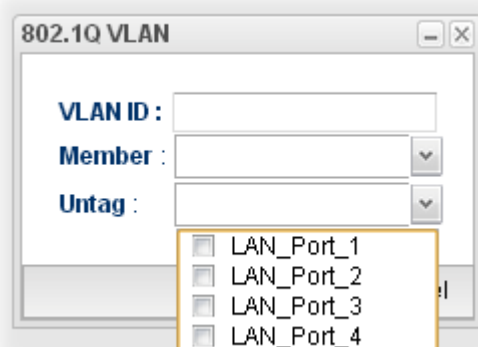 802.1Q VLAN
VLAN ID :
Member :
Untag :
LAN_Port_1
LAN_Port_2
LAN_Port_3
LAN_Port_4